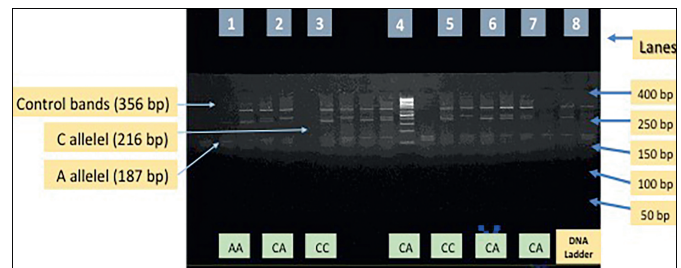 1 2 3 4 5 6 7 8
Lanes
Control bands (356 bp)
C allelel (216 bp)
A allelel (187 bp)
400 bp
250 bp
150 bp
100 bp
50 bp
AA CA CC CA CC CA CA DNA
Ladder